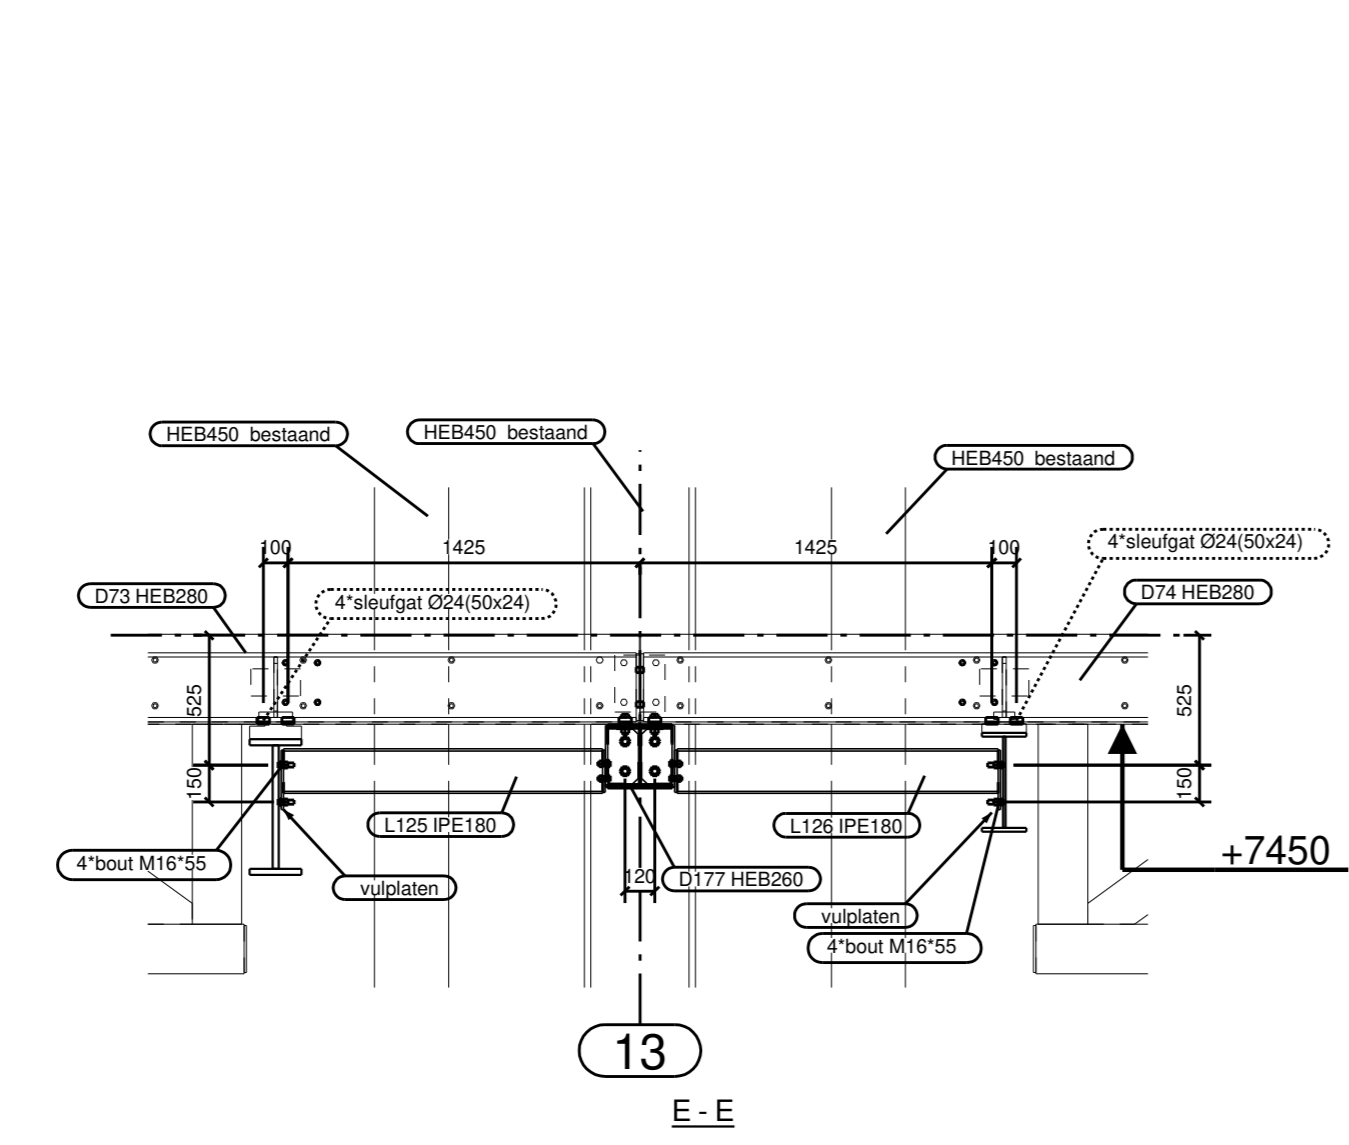 HEB450 bestaand
HEB450 bestaand
HEB450 bestaand
100
1425
1425
100
4*sleufgat Ø24(50x24)
D73 HEB280
4*sleufgat Ø24(50x24)
D74 HEB280
525
525
150
150
L125 IPE180
L126 IPE180
4*bout M16*55
vulplaten
120
D177 HEB260
+7450
vulplaten
4*bout M16*55
13
E - E